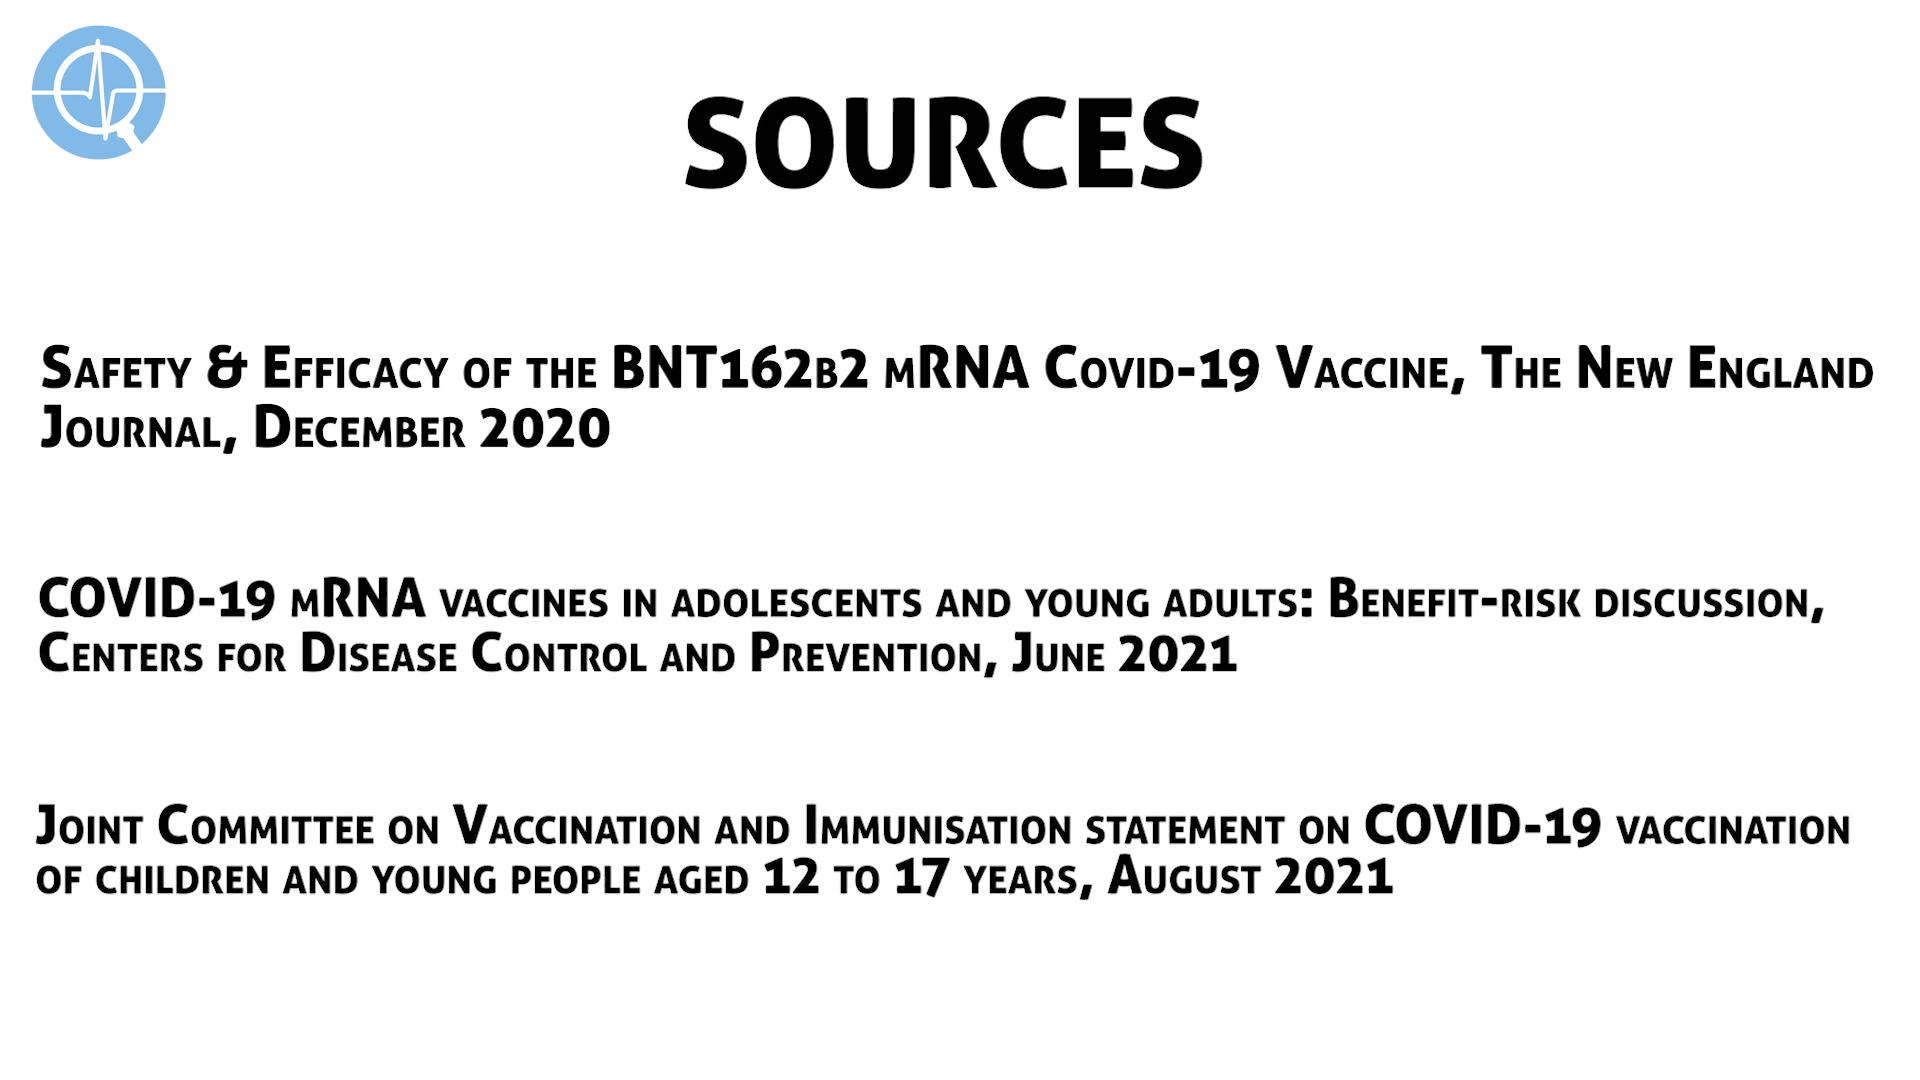 SOURCES
Safety & Efficacy of the BNT162b2 mRNA Covid-19 Vaccine, The New England
Journal, December 2020
COVID-19 mRNA vaccines in adolescents and young adults: Benefit-risk discussion,
Centers for Disease Control and Prevention, June 2021
Joint Committee on Vaccination and Immunisation statement on COVID-19 vaccination
of children and young people aged 12 to 17 years, August 2021